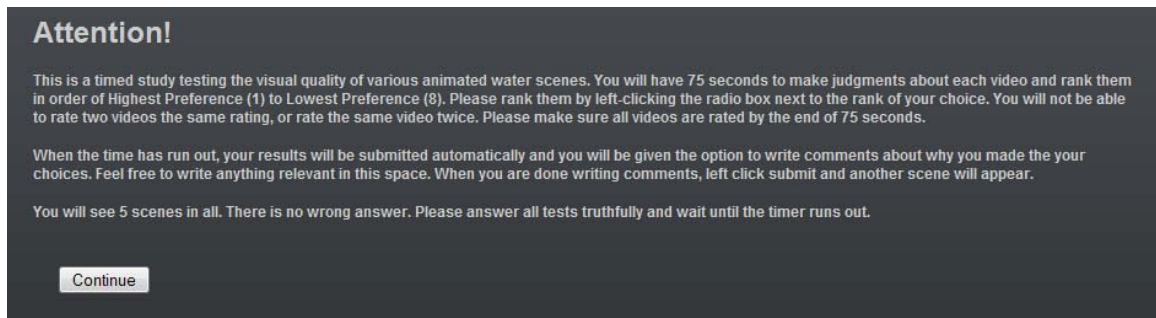 Attention!
This is a timed study testing the visual quality of various animated water scenes. You will have 75 seconds to make judgments about each video and rank them
in order of Highest Preference (1) to Lowest Preference (8). Please rank them by left-clicking the radio box next to the rank of your choice. You will not be able
to rate two videos the same rating, or rate the same video twice. Please make sure all videos are rated by the end of 75 seconds.
When the time has run out, your results will be submitted automatically and you will be given the option to write comments about why you made the your
choices. Feel free to write anything relevant in this space. When you are done writing comments, left click submit and another scene will appear.
You will see 5 scenes in all. There is no wrong answer. Please answer all tests truthfully and wait until the timer runs out.
Continue